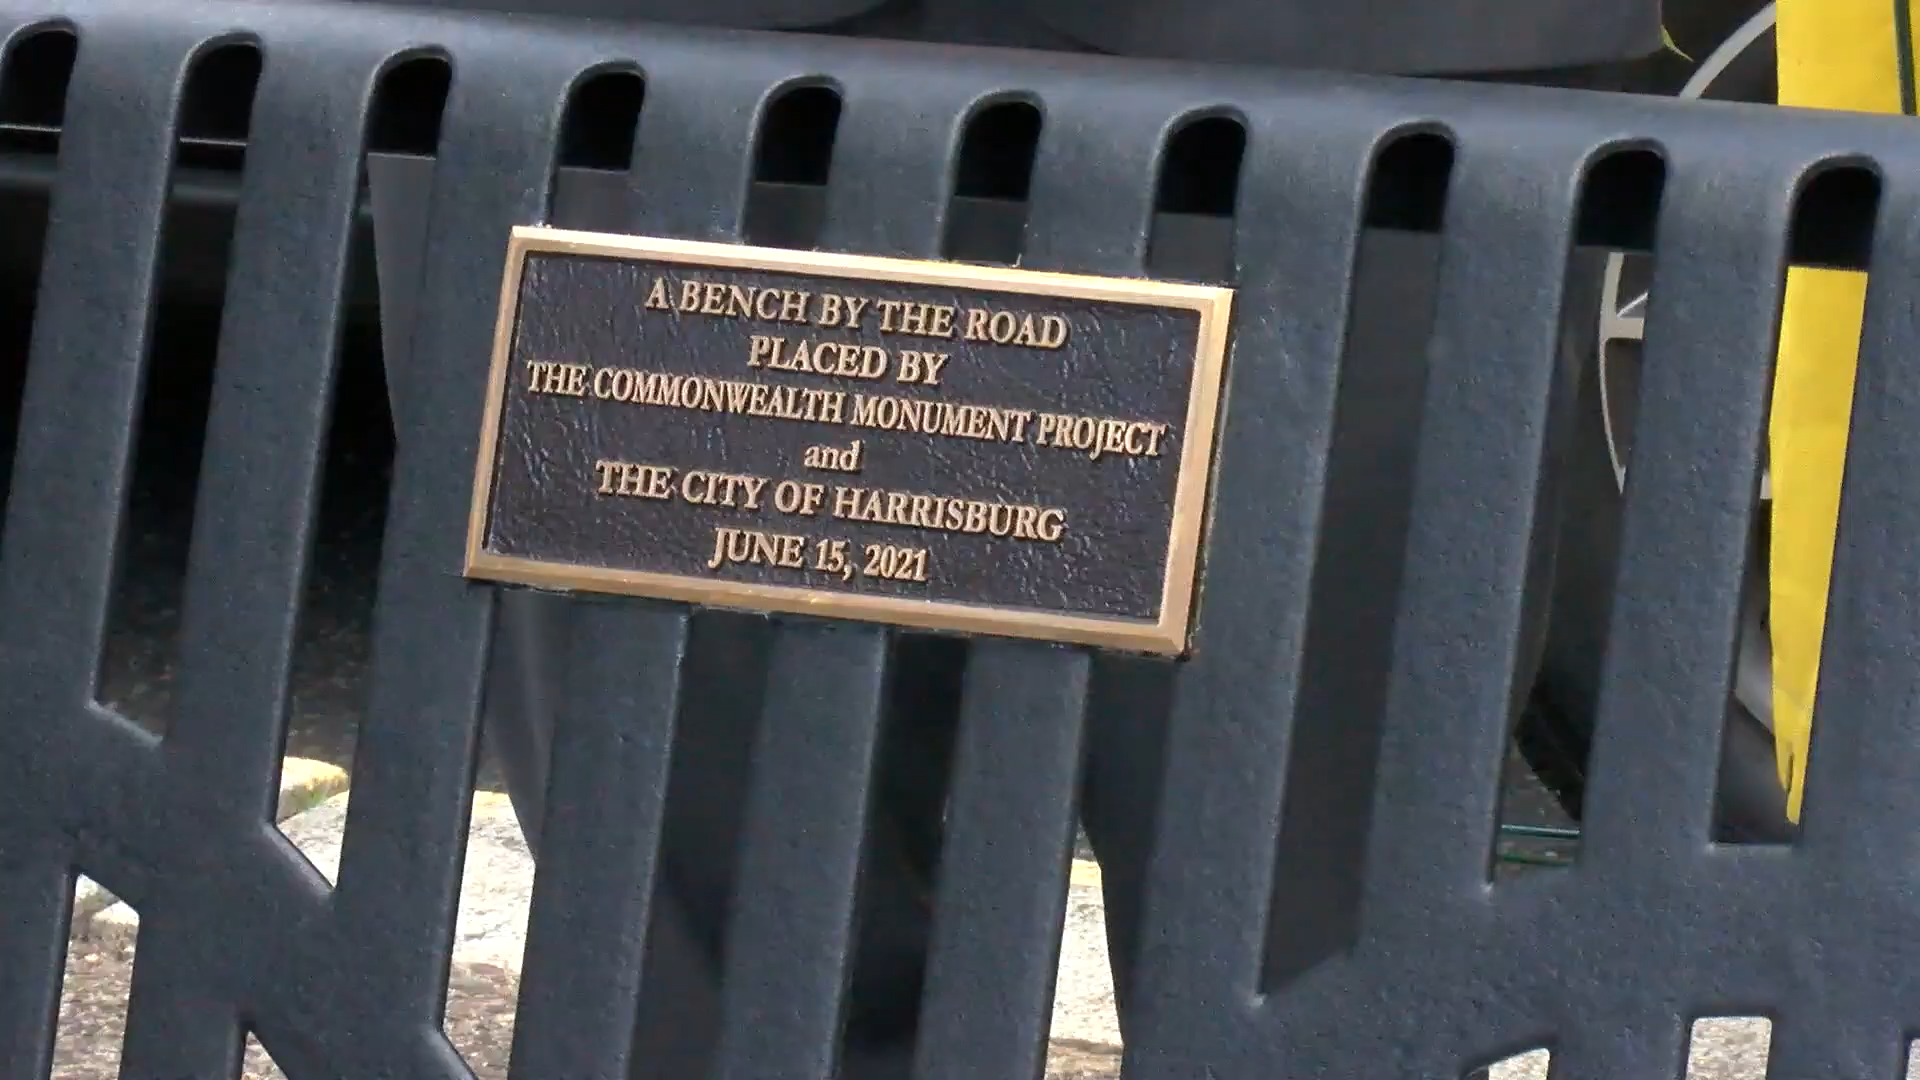 A BENCH BY THE ROAD
PLACED BY
THE COMMONWEALTH MONUMENT PROJECT
and
THE CITY OF HARRISBURG
JUNE 15, 2021